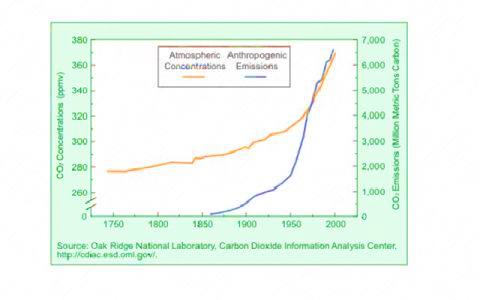 380
360
340
320
300
280
260
0
CO₂ Concentrations (ppmv)
Atmospheric Anthropogenic
Concentrations Emissions
7,000
6,000
5,000
4,000
3,000
2,000
1,000
0
CO₂ Emissions (Million Metric Tons Carbon)
1750 1800 1850 1900 1950 2000
Source: Oak Ridge National Laboratory, Carbon Dioxide Information Analysis Center,
http://cdiac.esd.ornl.gov/.